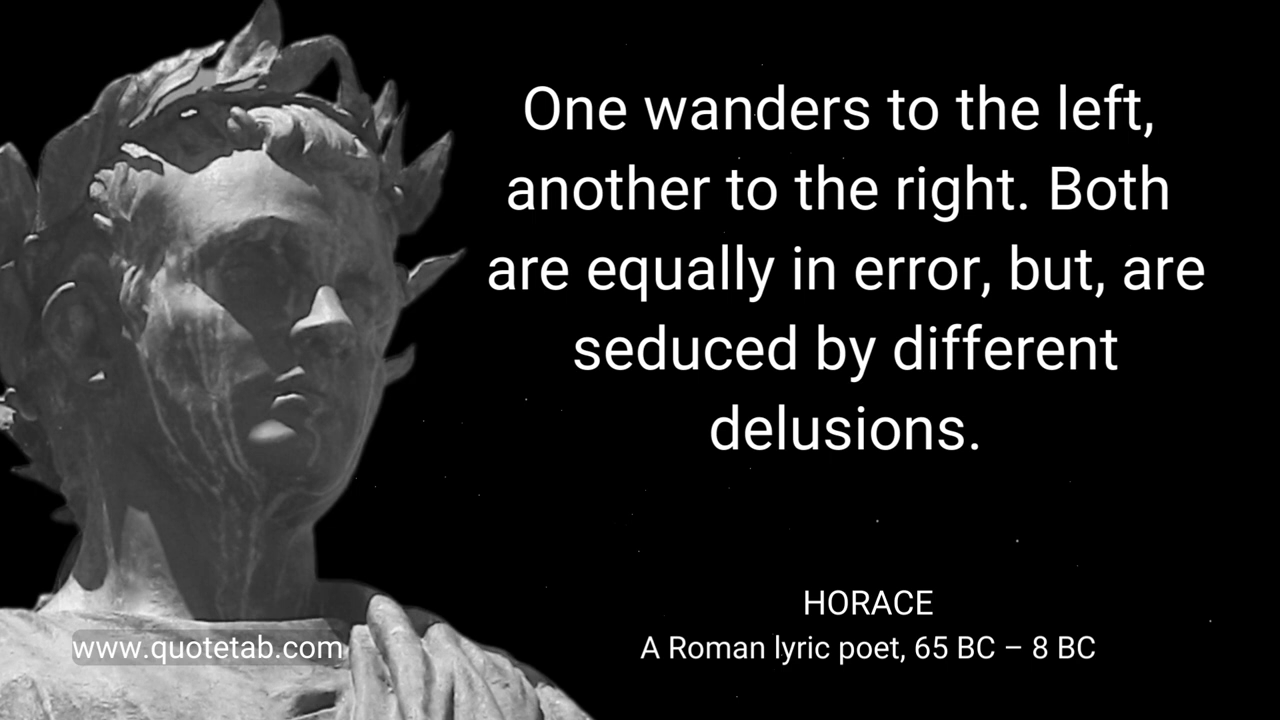 One wanders to the left,
another to the right. Both
are equally in error, but, are
seduced by different
delusions.
HORACE
A Roman lyric poet, 65 BC – 8 BC
www.quotetab.com